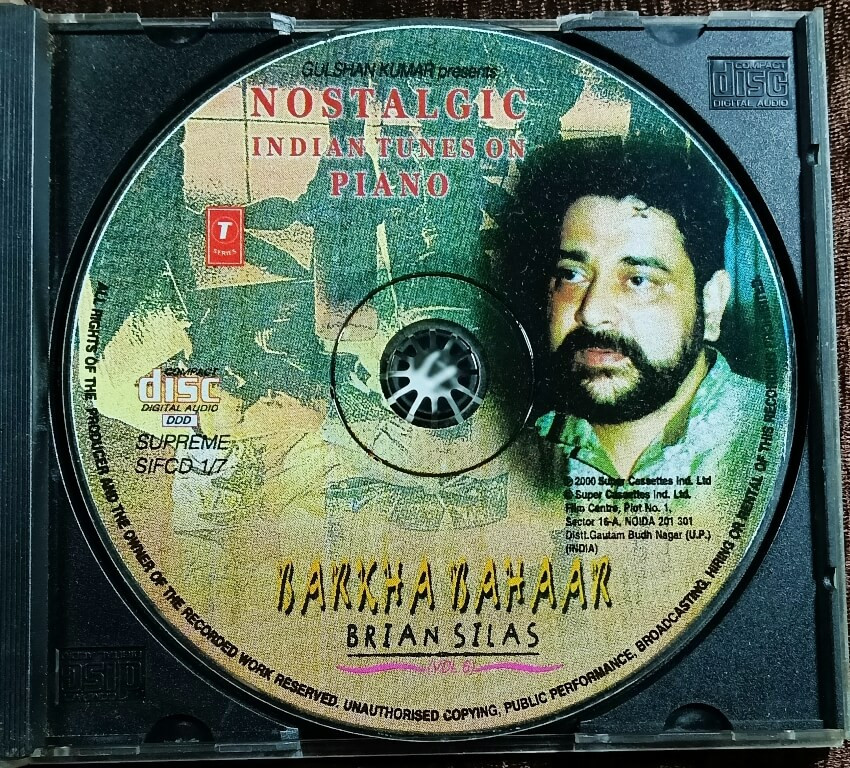 GULSHAN KUMAR presents
NOSTALGIC
INDIAN TUNES ON
PIANO
COMPACT
disc
DIGITAL AUDIO
T
SERIES
COMPACT
disc
DIGITAL AUDIO
DDD
SUPREME
SIFCD 1/7
℗ 2000 Super Cassettes Ind. Ltd
© Super Cassettes Ind. Ltd.
Film Centre, Plot No. 1,
Sector 16-A, NOIDA 201 301
Distt.Gautam Budh Nagar (U.P.)
(INDIA)
BARKHA BAHAAR
BRIAN SILAS
(VOL 6)
ALL RIGHTS OF THE PRODUCER AND THE OWNER OF THE RECORDED WORK RESERVED. UNAUTHORISED COPYING, PUBLIC PERFORMANCE, BROADCASTING, HIRING OR RENTAL OF THIS
disc